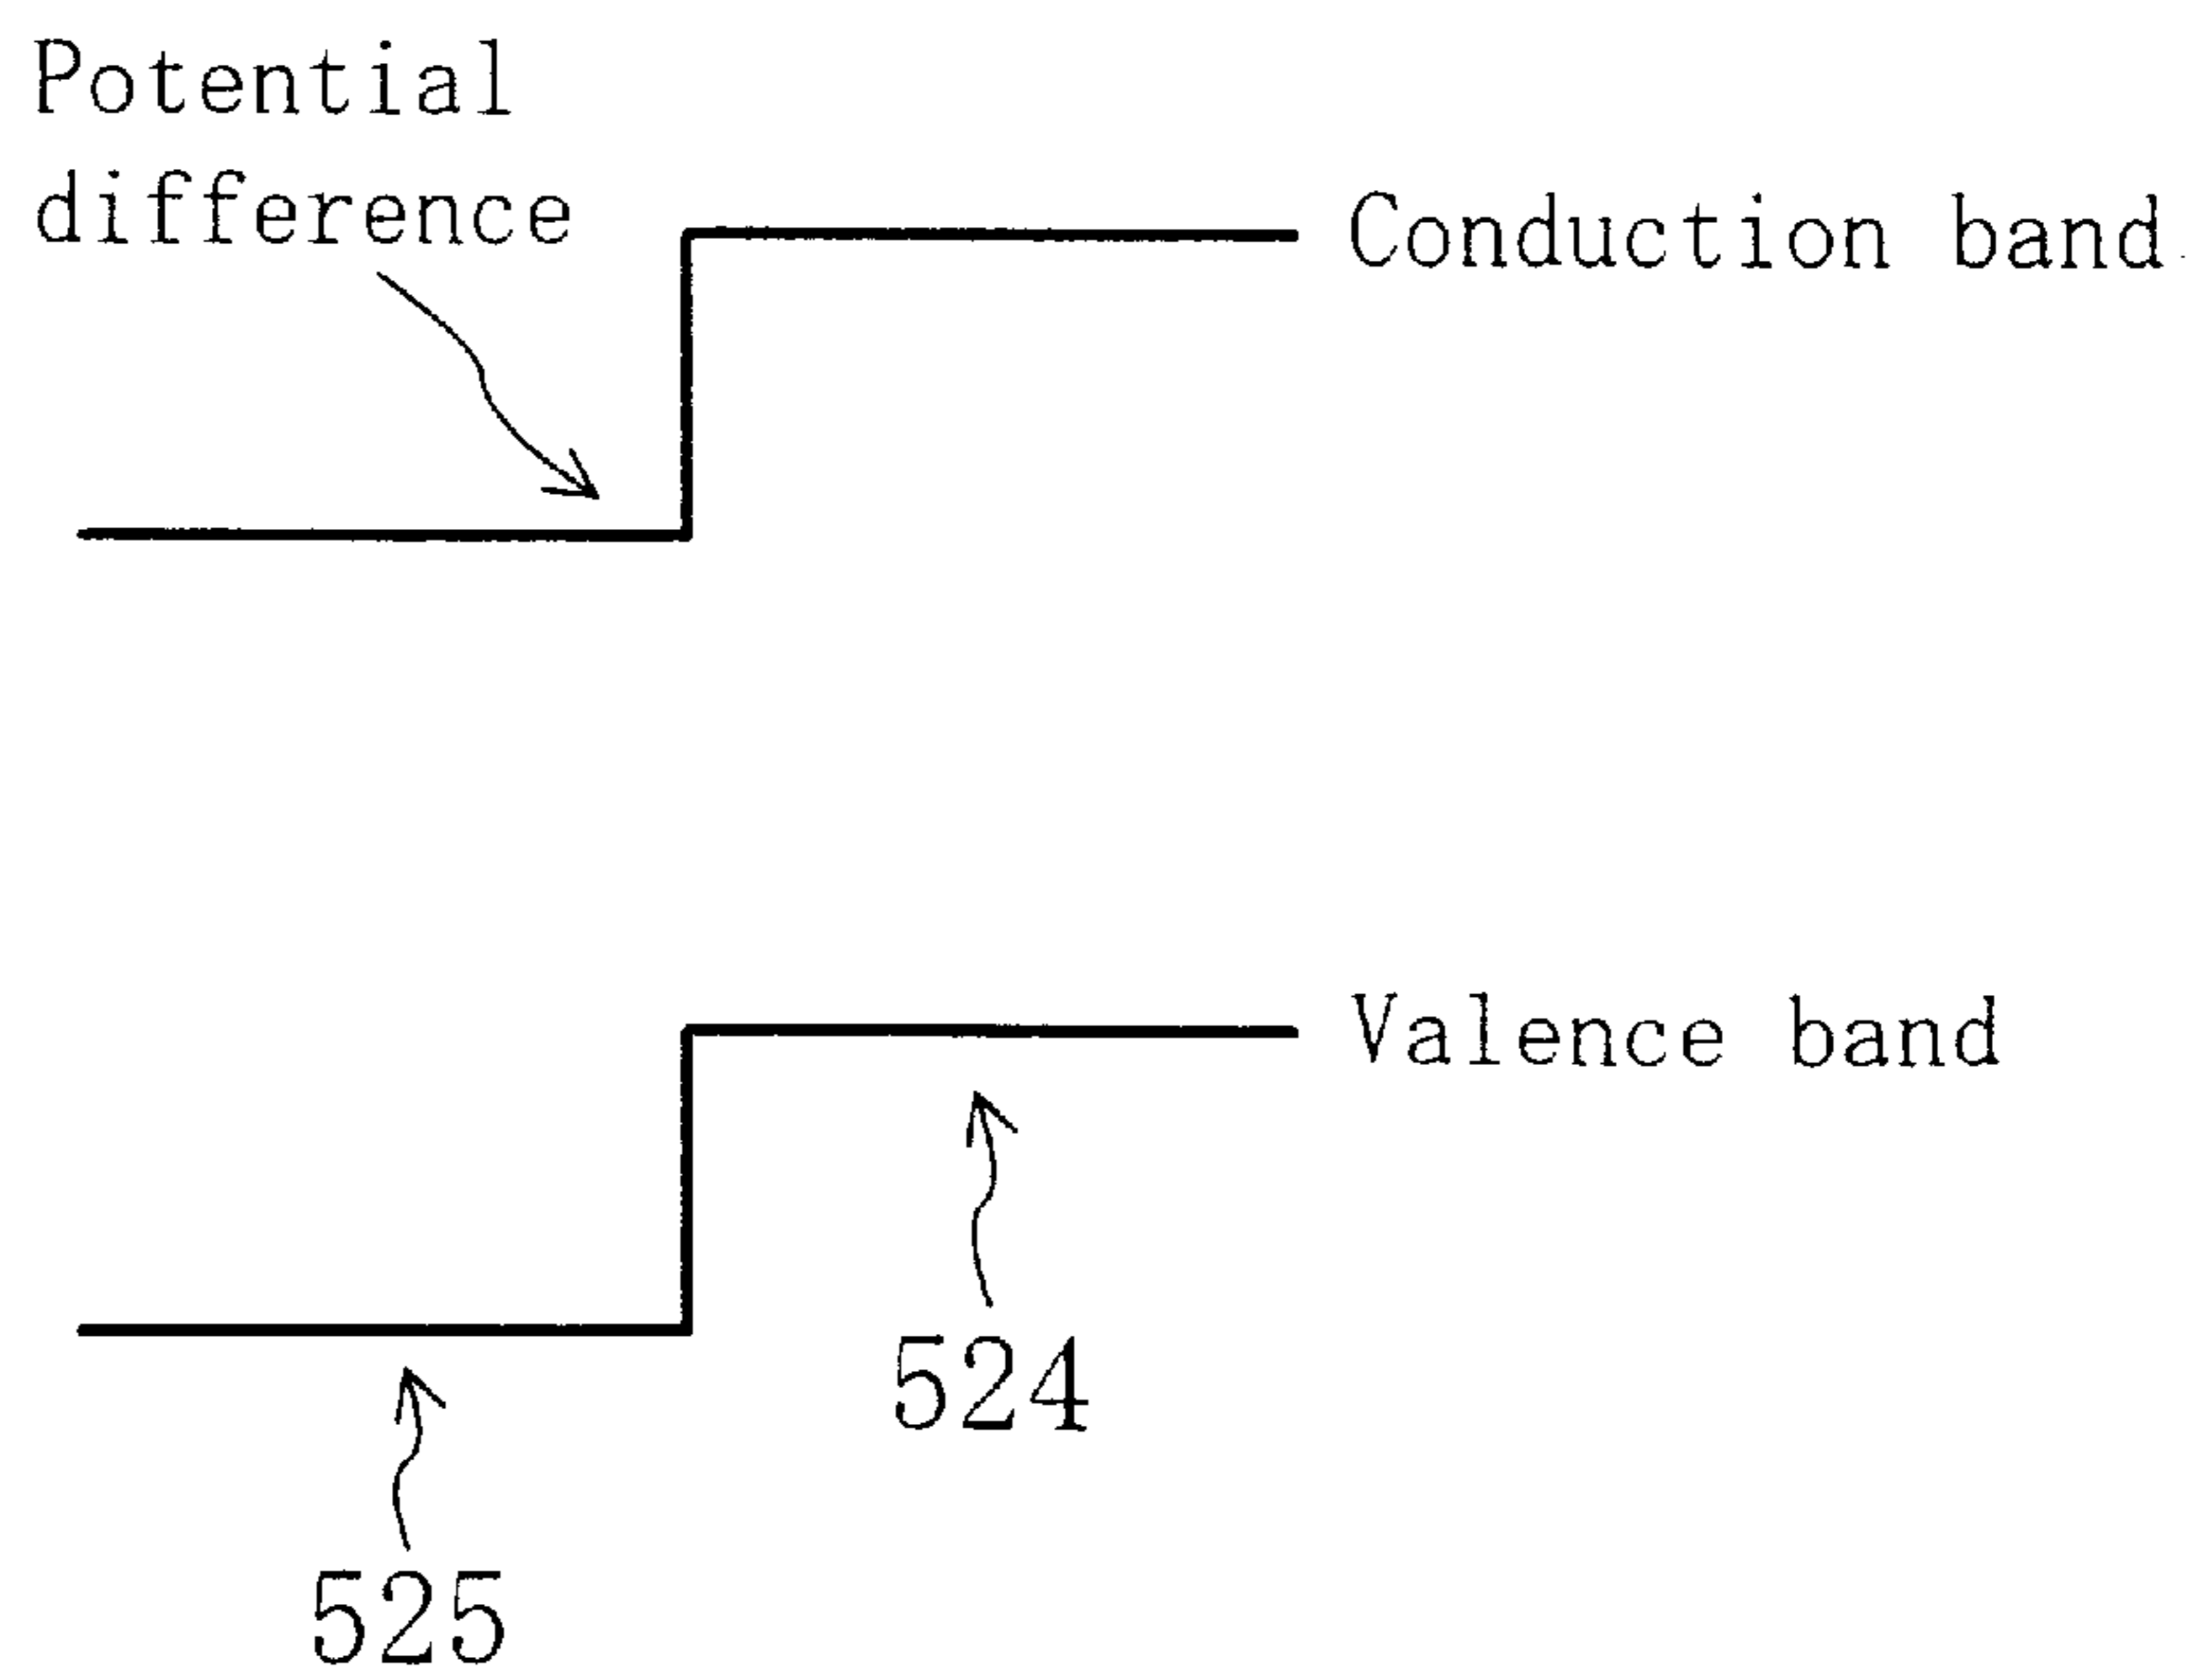 Potential
difference
Conduction band
Valence band
524
525